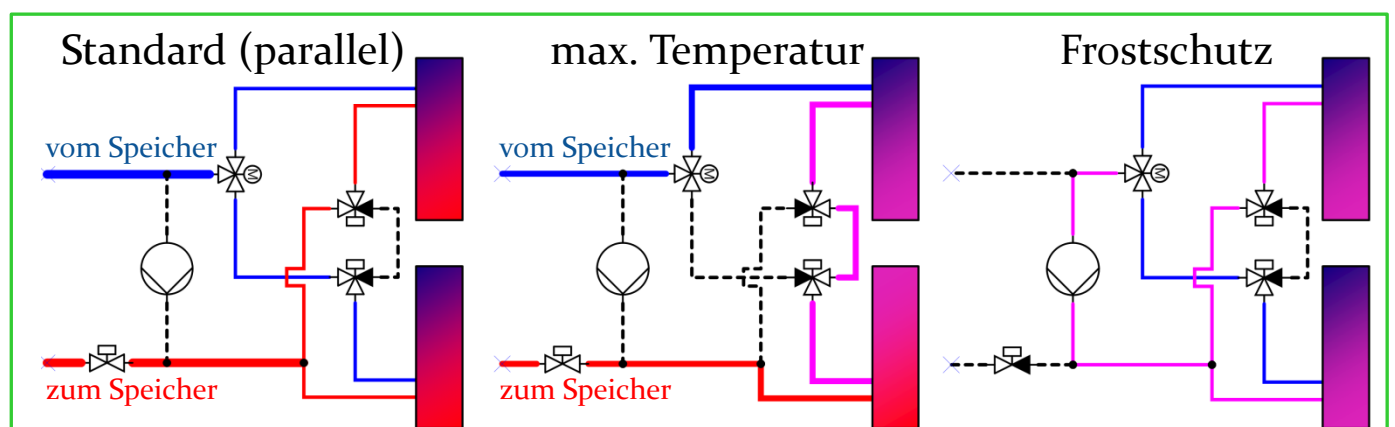 Standard (parallel)
max. Temperatur
Frostschutz
vom Speicher
M
vom Speicher
M
M
zum Speicher
zum Speicher